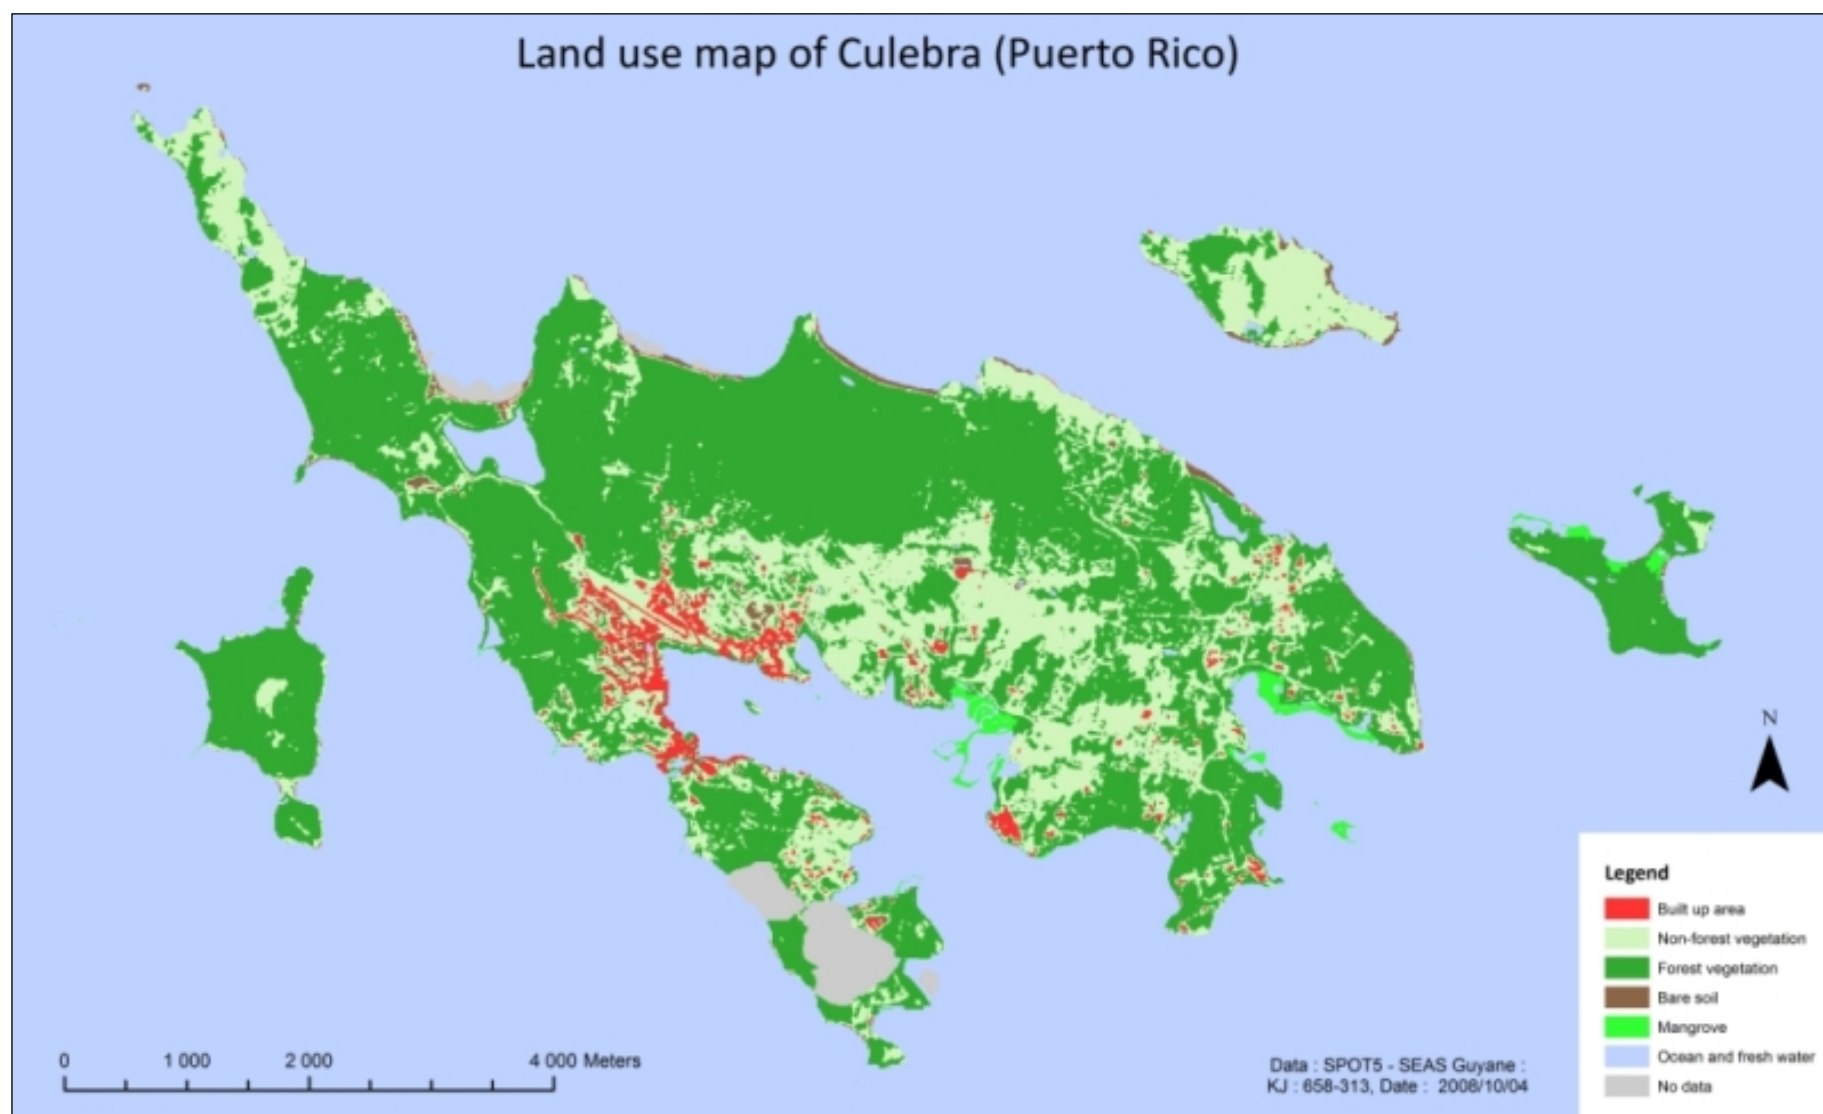 Land use map of Culebra (Puerto Rico)
N
Legend
Built up area
Non-forest vegetation
Forest vegetation
Bare soil
Mangrove
Ocean and fresh water
No data
0 1 000 2 000 4 000 Meters
Data : SPOT5 - SEAS Guyane :
KJ : 658-313, Date : 2008/10/04